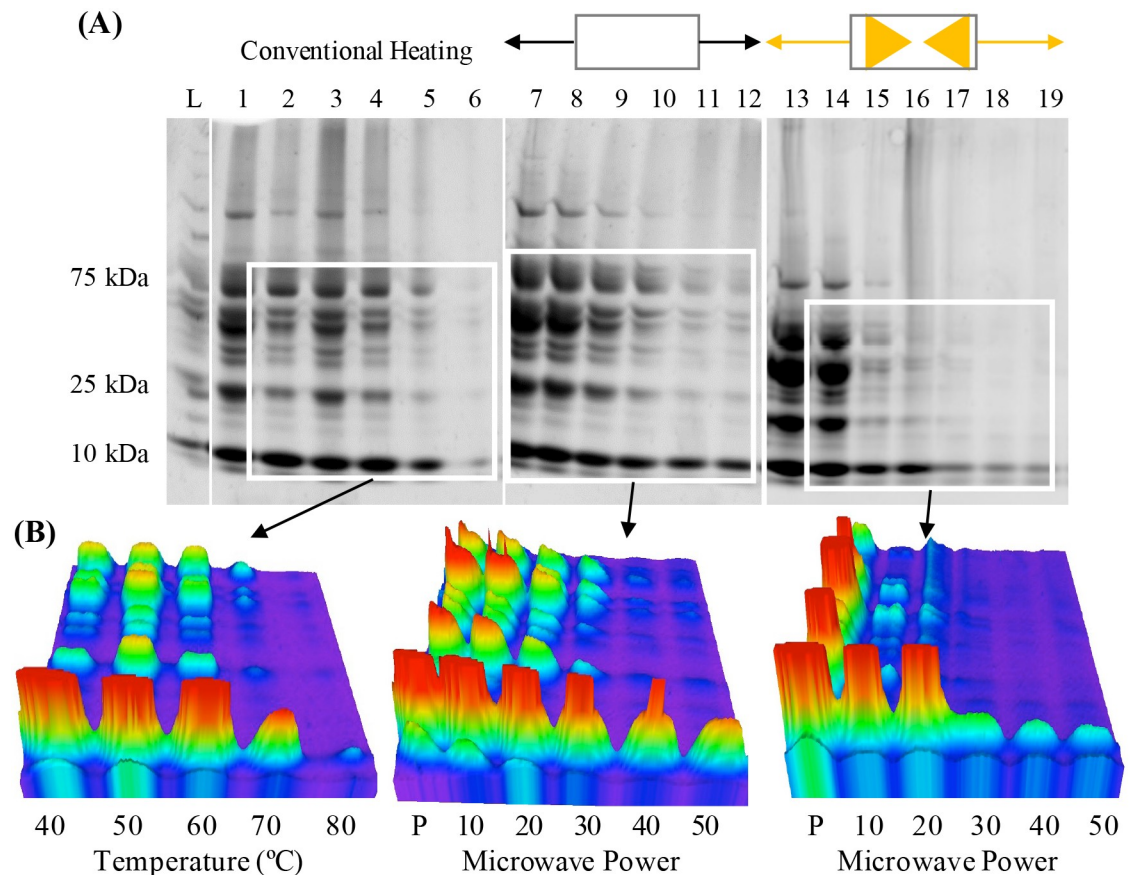 (A)
Conventional Heating
L 1 2 3 4 5 6 7 8 9 10 11 12 13 14 15 16 17 18 19
75 kDa
25 kDa
10 kDa
(B)
40 50 60 70 80 P 10 20 30 40 50 P 10 20 30 40 50
Temperature (ºC) Microwave Power Microwave Power